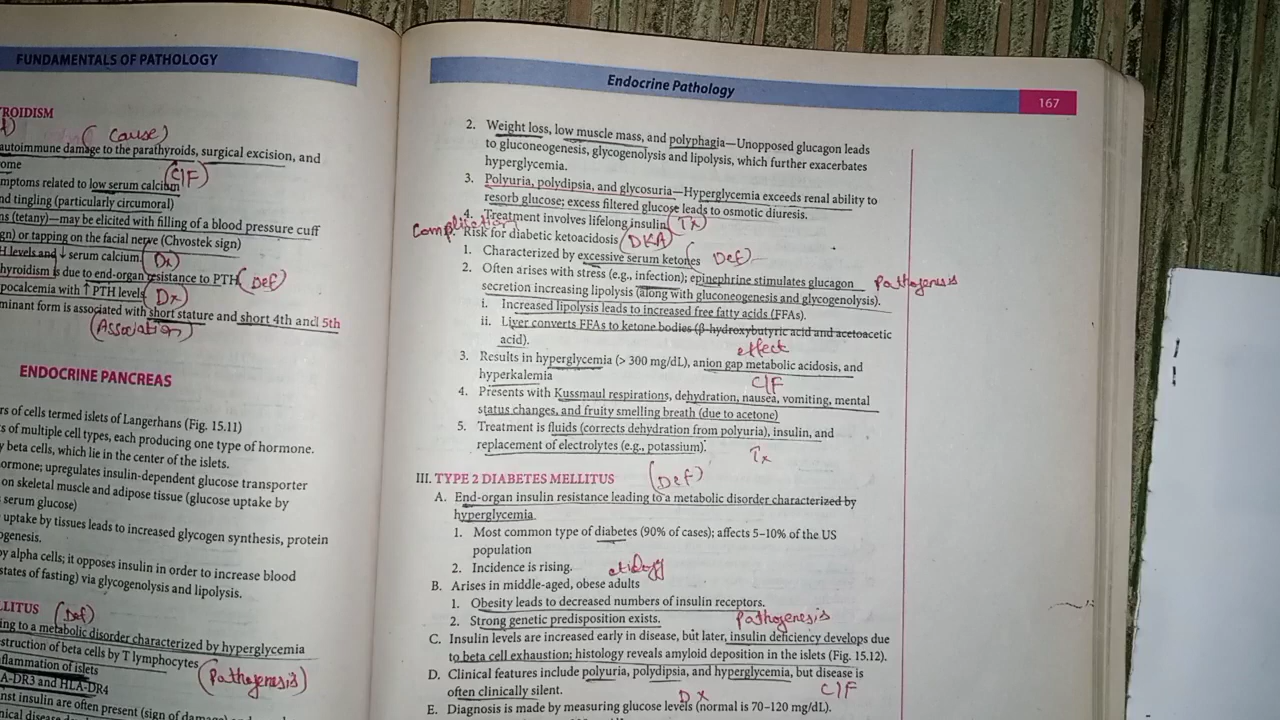 FUNDAMENTALS OF PATHOLOGY
ROIDISM
(cause)
autoimmune damage to the parathyroids, surgical excision, and
ome
(C/F)
mptoms related to low serum calcium
nd tingling (particularly circumoral)
ns (tetany)—may be elicited with filling of a blood pressure cuff
gn) or tapping on the facial nerve (Chvostek sign)
H levels and ↓ serum calcium (Dx)
hyroidism is due to end-organ resistance to PTH (Def)
pocalcemia with ↑ PTH levels (Dx)
minant form is associated with short stature and short 4th and 5th
(Association)
ENDOCRINE PANCREAS
rs of cells termed islets of Langerhans (Fig. 15.11)
s of multiple cell types, each producing one type of hormone.
y beta cells, which lie in the center of the islets.
ormone; upregulates insulin-dependent glucose transporter
on skeletal muscle and adipose tissue (glucose uptake by
serum glucose)
uptake by tissues leads to increased glycogen synthesis, protein
ogenesis.
by alpha cells; it opposes insulin in order to increase blood
states of fasting) via glycogenolysis and lipolysis.
LLITUS (Def)
ing to a metabolic disorder characterized by hyperglycemia
struction of beta cells by T lymphocytes
flammation of islets (Pathogenesis)
A-DR3 and HLA-DR4
nst insulin are often present (sign of damage)
nical disease
Endocrine Pathology
167
2. Weight loss, low muscle mass, and polyphagia—Unopposed glucagon leads
to gluconeogenesis, glycogenolysis and lipolysis, which further exacerbates
hyperglycemia.
3. Polyuria, polydipsia, and glycosuria—Hyperglycemia exceeds renal ability to
resorb glucose; excess filtered glucose leads to osmotic diuresis.
4. Treatment involves lifelong insulin (Tx)
Complication Risk for diabetic ketoacidosis (DKA)
1. Characterized by excessive serum ketones (Def)
2. Often arises with stress (e.g., infection); epinephrine stimulates glucagon Pathogenesis
secretion increasing lipolysis (along with gluconeogenesis and glycogenolysis).
i. Increased lipolysis leads to increased free fatty acids (FFAs).
ii. Liver converts FFAs to ketone bodies (β-hydroxybutyric acid and acetoacetic
acid).
effect
3. Results in hyperglycemia (> 300 mg/dL), anion gap metabolic acidosis, and
hyperkalemia C/F
4. Presents with Kussmaul respirations, dehydration, nausea, vomiting, mental
status changes, and fruity smelling breath (due to acetone)
5. Treatment is fluids (corrects dehydration from polyuria), insulin, and
replacement of electrolytes (e.g., potassium). Tx
III. TYPE 2 DIABETES MELLITUS (Def)
A. End-organ insulin resistance leading to a metabolic disorder characterized by
hyperglycemia
1. Most common type of diabetes (90% of cases); affects 5-10% of the US
population
2. Incidence is rising. etiology
B. Arises in middle-aged, obese adults
1. Obesity leads to decreased numbers of insulin receptors.
2. Strong genetic predisposition exists. Pathogenesis
C. Insulin levels are increased early in disease, but later, insulin deficiency develops due
to beta cell exhaustion; histology reveals amyloid deposition in the islets (Fig. 15.12).
D. Clinical features include polyuria, polydipsia, and hyperglycemia, but disease is
often clinically silent. Dx C/F
E. Diagnosis is made by measuring glucose levels (normal is 70-120 mg/dL).